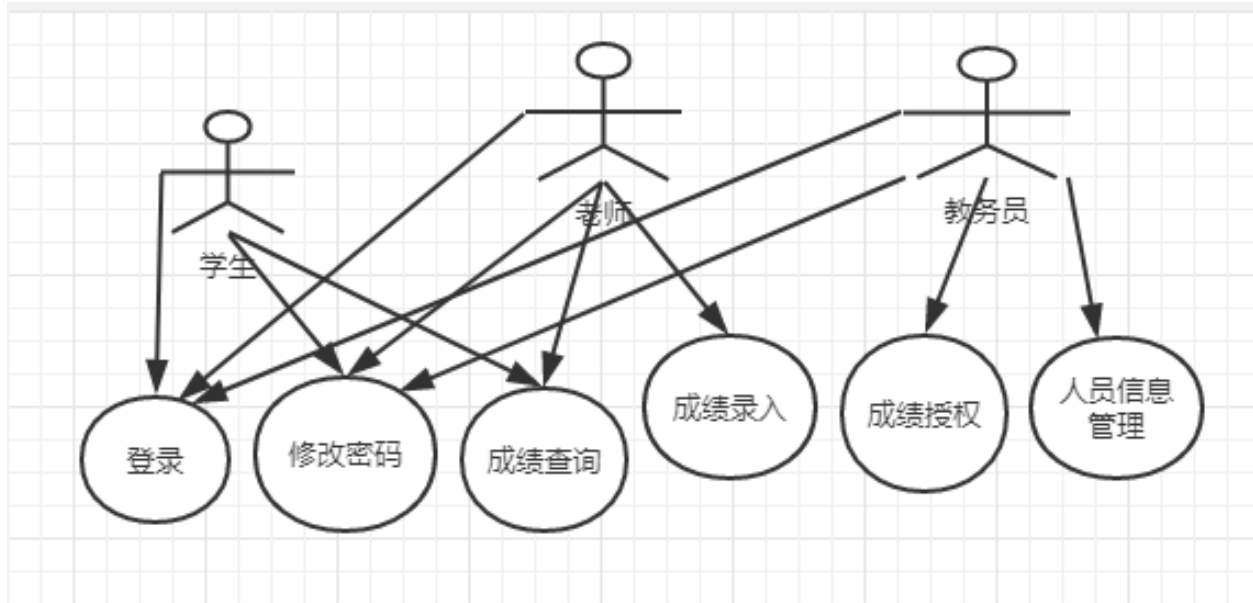 老师
教务员
学生
登录
修改密码
成绩查询
成绩录入
成绩授权
人员信息
管理